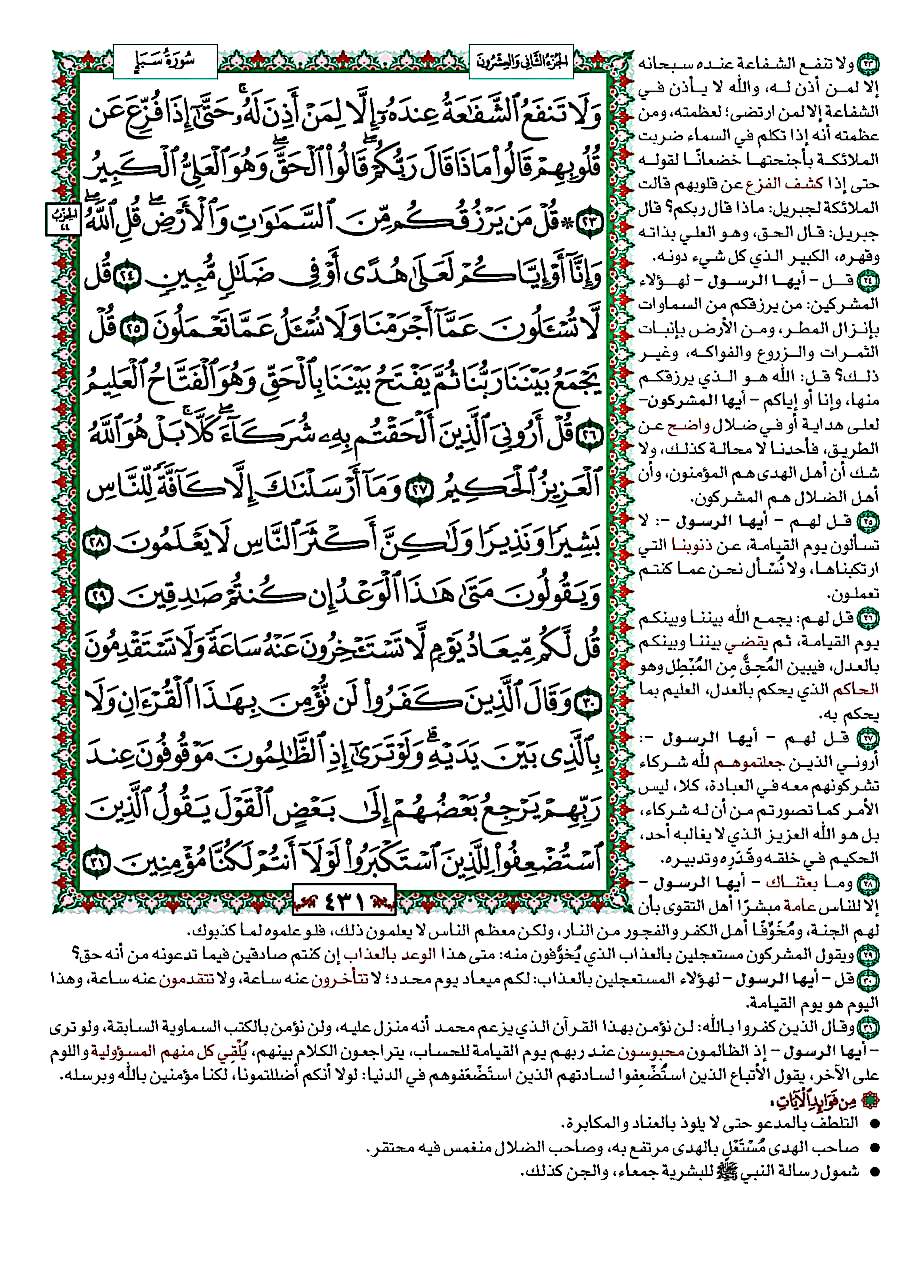 سُورَةُ سَبَإٍ
الجُزءُ الثَّانِي وَالعِشْرُونَ
وَلَا تَنفَعُ ٱلشَّفَٰعَةُ عِندَهُۥٓ إِلَّا لِمَنۡ أَذِنَ لَهُۥۚ حَتَّىٰٓ إِذَا فُزِّعَ عَن
قُلُوبِهِمۡ قَالُواْ مَاذَا قَالَ رَبُّكُمۡۖ قَالُواْ ٱلۡحَقَّۖ وَهُوَ ٱلۡعَلِيُّ ٱلۡكَبِيرُ
٢٣ ۞ قُلۡ مَن يَرۡزُقُكُم مِّنَ ٱلسَّمَٰوَٰتِ وَٱلۡأَرۡضِۖ قُلِ ٱللَّهُۖ
وَإِنَّآ أَوۡ إِيَّاكُمۡ لَعَلَىٰ هُدًى أَوۡ فِي ضَلَٰلٖ مُّبِينٖ ٢٤ قُل
لَّا تُسۡـَٔلُونَ عَمَّآ أَجۡرَمۡنَا وَلَا نُسۡـَٔلُ عَمَّا تَعۡمَلُونَ ٢٥ قُلۡ
يَجۡمَعُ بَيۡنَنَا رَبُّنَا ثُمَّ يَفۡتَحُ بَيۡنَنَا بِٱلۡحَقِّ وَهُوَ ٱلۡفَتَّاحُ ٱلۡعَلِيمُ
٢٦ قُلۡ أَرُونِيَ ٱلَّذِينَ أَلۡحَقۡتُم بِهِۦ شُرَكَآءَۖ كَلَّاۚ بَلۡ هُوَ ٱللَّهُ
ٱلۡعَزِيزُ ٱلۡحَكِيمُ ٢٧ وَمَآ أَرۡسَلۡنَٰكَ إِلَّا كَآفَّةٗ لِّلنَّاسِ
بَشِيرٗا وَنَذِيرٗا وَلَٰكِنَّ أَكۡثَرَ ٱلنَّاسِ لَا يَعۡلَمُونَ ٢٨
وَيَقُولُونَ مَتَىٰ هَٰذَا ٱلۡوَعۡدُ إِن كُنتُمۡ صَٰدِقِينَ ٢٩
قُل لَّكُم مِّيعَادُ يَوۡمٖ لَّا تَسۡتَـٔۡخِرُونَ عَنۡهُ سَاعَةٗ وَلَا تَسۡتَقۡدِمُونَ
٣٠ وَقَالَ ٱلَّذِينَ كَفَرُواْ لَن نُّؤۡمِنَ بِهَٰذَا ٱلۡقُرۡءَانِ وَلَا
بِٱلَّذِي بَيۡنَ يَدَيۡهِۗ وَلَوۡ تَرَىٰٓ إِذِ ٱلظَّٰلِمُونَ مَوۡقُوفُونَ عِندَ
رَبِّهِمۡ يَرۡجِعُ بَعۡضُهُمۡ إِلَىٰ بَعۡضٍ ٱلۡقَوۡلَ يَقُولُ ٱلَّذِينَ
ٱسۡتُضۡعِفُواْ لِلَّذِينَ ٱسۡتَكۡبَرُواْ لَوۡلَآ أَنتُمۡ لَكُنَّا مُؤۡمِنِينَ ٣١
الحِزْبُ
٤٤
٤٣١
٢٣ ولا تنفع الشفاعة عنده سبحانه
إلا لمن أذن له، والله لا يأذن في
الشفاعة إلا لمن ارتضى؛ لعظمته، ومن
عظمته أنه إذا تكلم في السماء ضربت
الملائكة بأجنحتها خضعانًا لقوله
حتى إذا كشف الفزع عن قلوبهم قالت
الملائكة لجبريل: ماذا قال ربكم؟ قال
جبريل: قال الحق، وهو العلي بذاته
وقهره، الكبير الذي كل شيء دونه.
٢٤ قل - أيها الرسول - لهؤلاء
المشركين: من يرزقكم من السماوات
بإنزال المطر، ومن الأرض بإنبات
الثمرات والزروع والفواكه، وغير
ذلك؟ قل: الله هو الذي يرزقكم
منها، وإنا أو إياكم - أيها المشركون-
لعلى هداية أو في ضلال واضح عن
الطريق، فأحدنا لا محالة كذلك، ولا
شك أن أهل الهدى هم المؤمنون، وأن
أهل الضلال هم المشركون.
٢٥ قل لهم - أيها الرسول -: لا
تسألون يوم القيامة، عن ذنوبنا التي
ارتكبناها، ولا نُسْأل نحن عما كنتم
تعملون.
٢٦ قل لهم: يجمع الله بيننا وبينكم
يوم القيامة، ثم يقضي بيننا وبينكم
بالعدل، فيبين المُحِقَّ مِن المُبْطِل وهو
الحاكم الذي يحكم بالعدل، العليم بما
يحكم به.
٢٧ قل لهم - أيها الرسول -:
أروني الذين جعلتموهم لله شركاء
تشركونهم معه في العبادة، كلا، ليس
الأمر كما تصورتم من أن له شركاء،
بل هو الله العزيز الذي لا يغالبه أحد،
الحكيم في خلقه وقَدَرِه وتدبيره.
٢٨ وما بعثناك - أيها الرسول -
إلا للناس عامة مبشرًا أهل التقوى بأن
لهم الجنة، ومُخَوِّفًا أهل الكفر والفجور من النار، ولكن معظم الناس لا يعلمون ذلك، فلو علموه لما كذبوك.
٢٩ ويقول المشركون مستعجلين بالعذاب الذي يُخَوَّفون منه: متى هذا الوعد بالعذاب إن كنتم صادقين فيما تدعونه من أنه حق؟
٣٠ قل - أيها الرسول - لهؤلاء المستعجلين بالعذاب: لكم ميعاد يوم محدد؛ لا تتأخرون عنه ساعة، ولا تتقدمون عنه ساعة، وهذا
اليوم هو يوم القيامة.
٣١ وقال الذين كفروا بالله: لن نؤمن بهذا القرآن الذي يزعم محمد أنه منزل عليه، ولن نؤمن بالكتب السماوية السابقة، ولو ترى
- أيها الرسول - إذ الظالمون محبوسون عند ربهم يوم القيامة للحساب، يتراجعون الكلام بينهم، يُلْقِي كل منهم المسؤولية واللوم
على الآخر، يقول الأتباع الذين استُضْعِفوا لسادتهم الذين استَضْعَفوهم في الدنيا: لولا أنكم أضللتمونا، لكنا مؤمنين بالله وبرسله.
مِن فَوَائِدِ ٱلْآيَاتِ:
● التلطف بالمدعو حتى لا يلوذ بالعناد والمكابرة.
● صاحب الهدى مُسْتَعْلٍ بالهدى مرتفع به، وصاحب الضلال منغمس فيه محتقر.
● شمول رسالة النبي ﷺ للبشرية جمعاء، والجن كذلك.